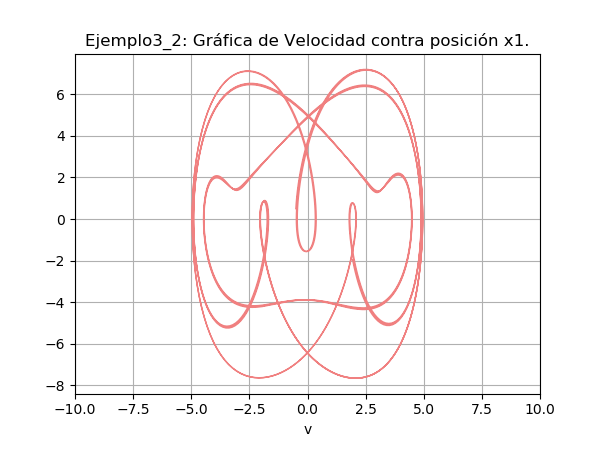 Ejemplo3_2: Gráfica de Velocidad contra posición x1.
6
4
2
0
−2
−4
−6
−8
−10.0 −7.5 −5.0 −2.5 0.0 2.5 5.0 7.5 10.0
v